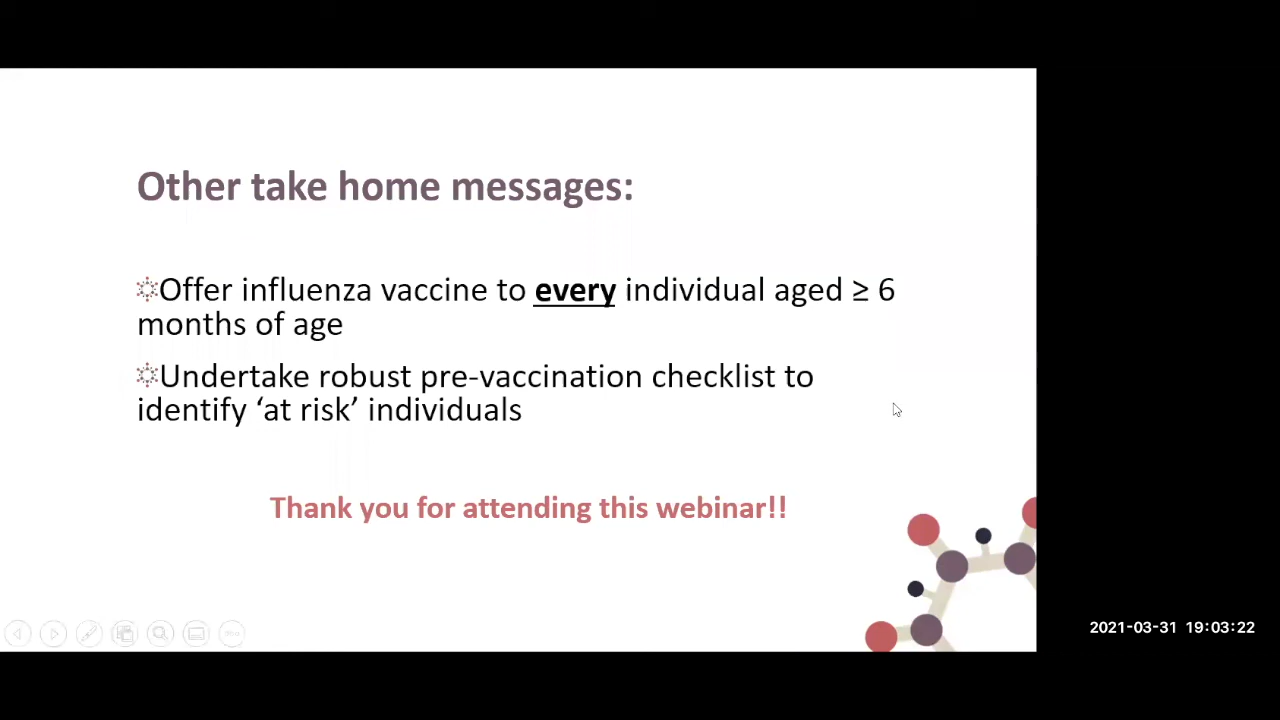 Other take home messages:
Offer influenza vaccine to every individual aged ≥ 6
months of age
Undertake robust pre-vaccination checklist to
identify ‘at risk’ individuals
Thank you for attending this webinar!!
2021-03-31 19:03:22